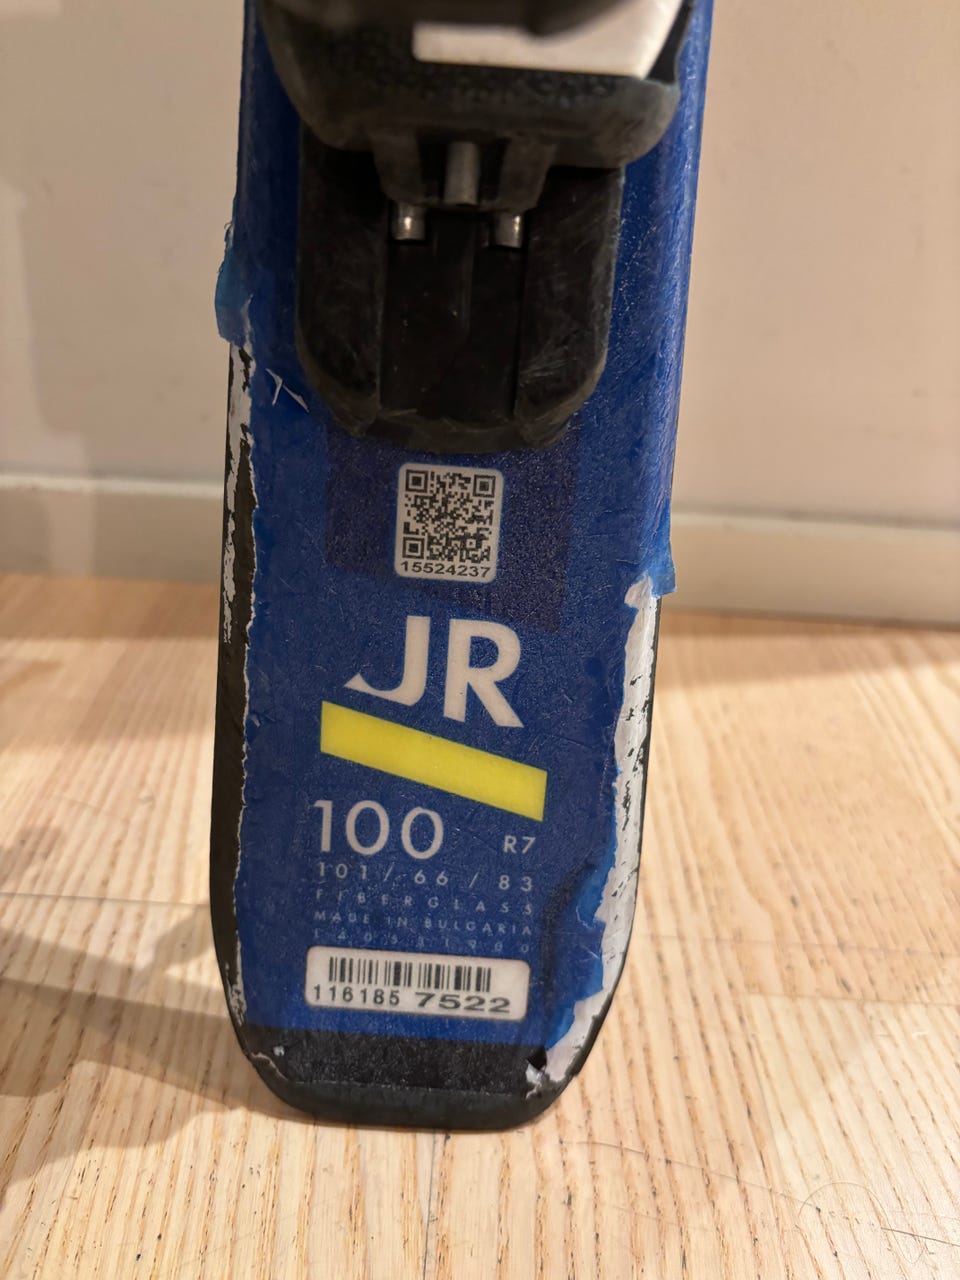 15524237
JR
100 R7
101 / 66 / 83
FIBERGLASS
MADE IN BULGARIA
116185 7522